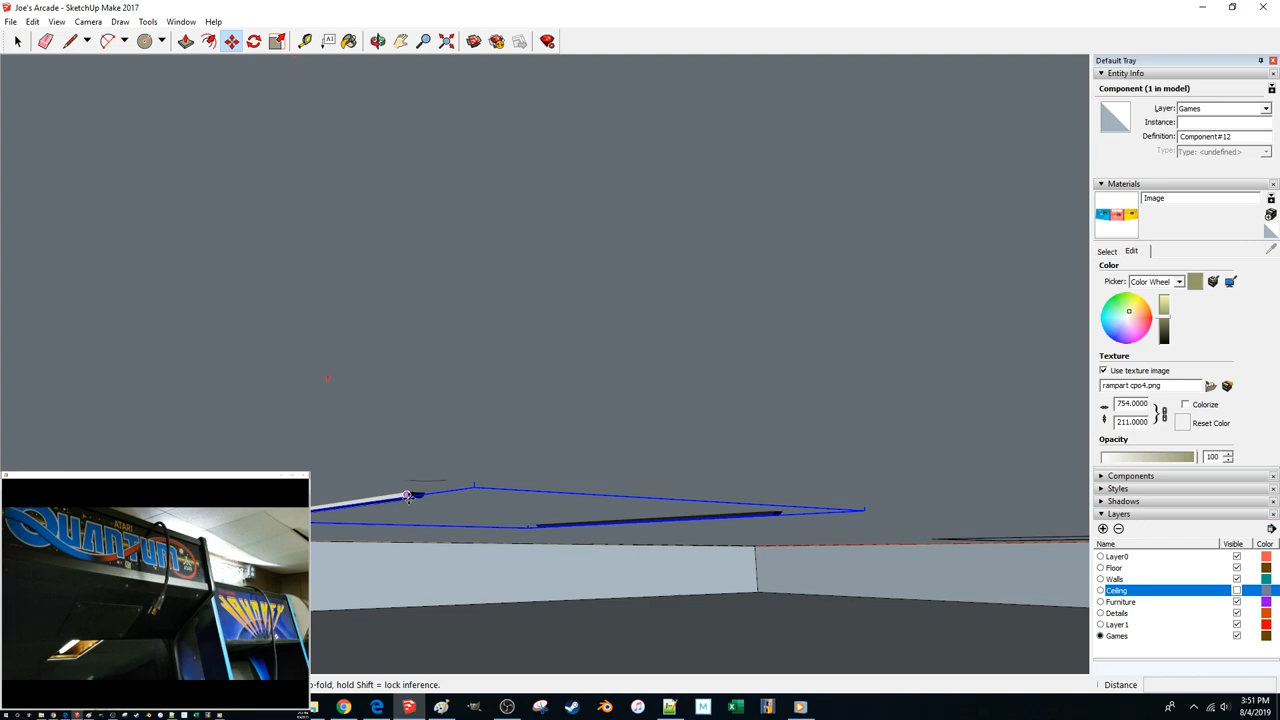 Joe's Arcade - SketchUp Make 2017
File Edit View Camera Draw Tools Window Help
Default Tray
Entity Info
Component (1 in model)
Layer: Games
Instance:
Definition: Component#12
Type: Type: <undefined>
Materials
Image
Select Edit
Color
Picker: Color Wheel
Texture
Use texture image
rampart cpo4.png
754.0000
Colorize
211.0000
Reset Color
Opacity
100
Components
Styles
Shadows
Layers
Name Visible Color
Layer0
Floor
Walls
Ceiling
Furniture
Details
Layer1
Games
ATARI
QUANTUM
GRAVITAR
o-fold, hold Shift = lock inference.
Distance
3:51 PM
8/4/2019